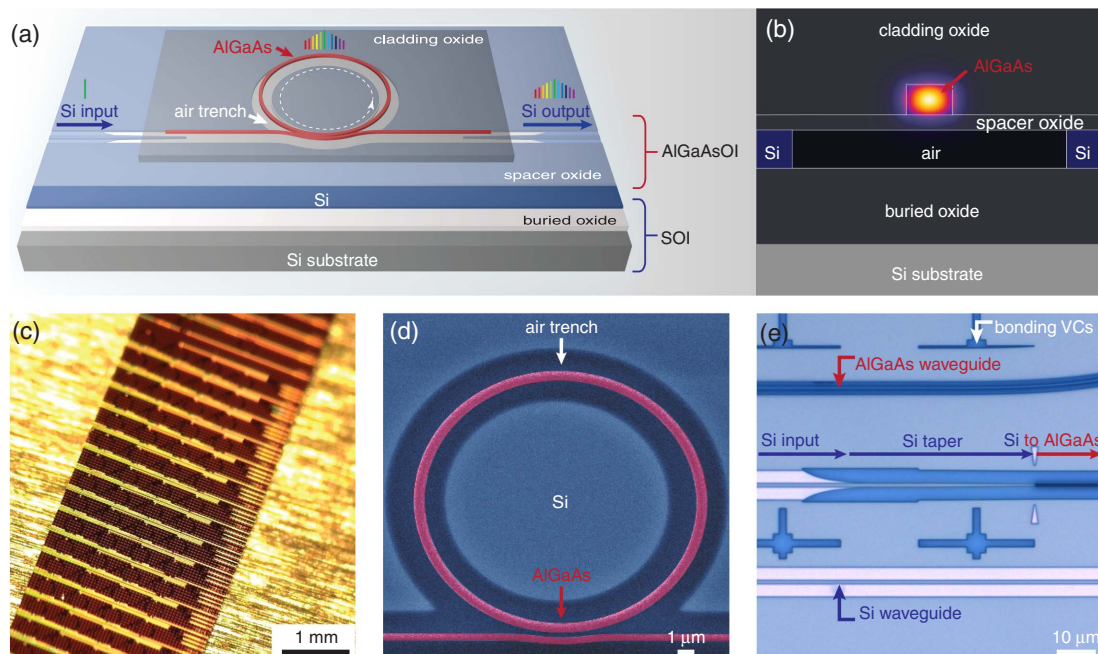 (a)
cladding oxide
AlGaAs
Si input
air trench
Si output
AlGaAsOI
spacer oxide
Si
buried oxide
SOI
Si substrate
(b)
cladding oxide
AlGaAs
spacer oxide
Si
air
Si
buried oxide
Si substrate
(c)
1 mm
(d)
air trench
Si
AlGaAs
1 μm
(e)
bonding VCs
AlGaAs waveguide
Si input
Si taper
Si to AlGaAs
Si waveguide
10 μm